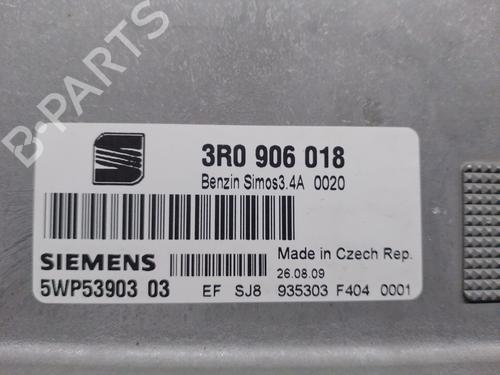 B-PARTS
3R0 906 018
Benzin Simos3.4A 0020
SIEMENS
Made in Czech Rep.
26.08.09
5WP53903 03
EF SJ8 935303 F404 0001